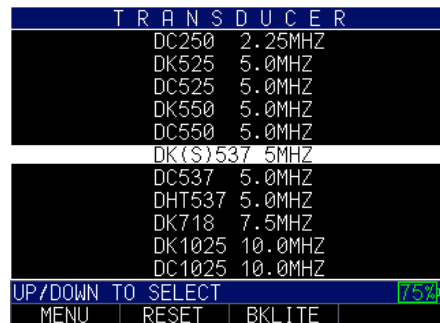 TRANSDUCER
DC250 2.25MHZ
DK525 5.0MHZ
DC525 5.0MHZ
DK550 5.0MHZ
DC550 5.0MHZ
DK(S)537 5MHZ
DC537 5.0MHZ
DHT537 5.0MHZ
DK718 7.5MHZ
DK1025 10.0MHZ
DC1025 10.0MHZ
UP/DOWN TO SELECT 75%
MENU RESET BKLITE